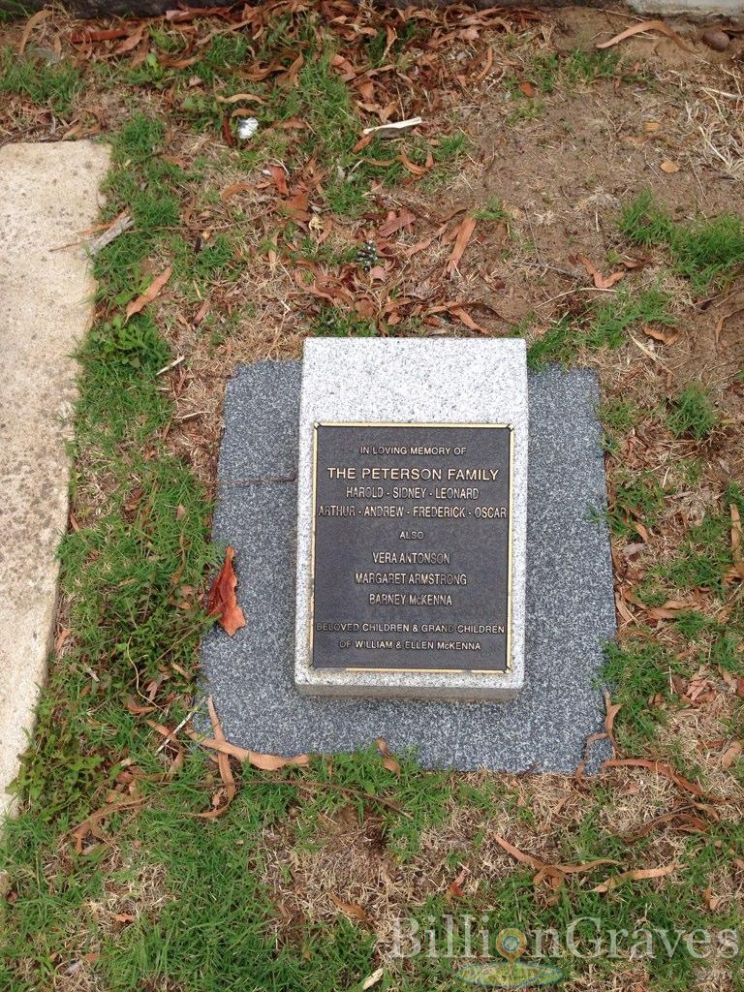 IN LOVING MEMORY OF
THE PETERSON FAMILY
HAROLD - SIDNEY - LEONARD
ARTHUR - ANDREW - FREDERICK - OSCAR
ALSO
VERA ANTONSON
MARGARET ARMSTRONG
BARNEY McKENNA
BELOVED CHILDREN & GRAND CHILDREN
OF WILLIAM & ELLEN McKENNA
BillionGraves